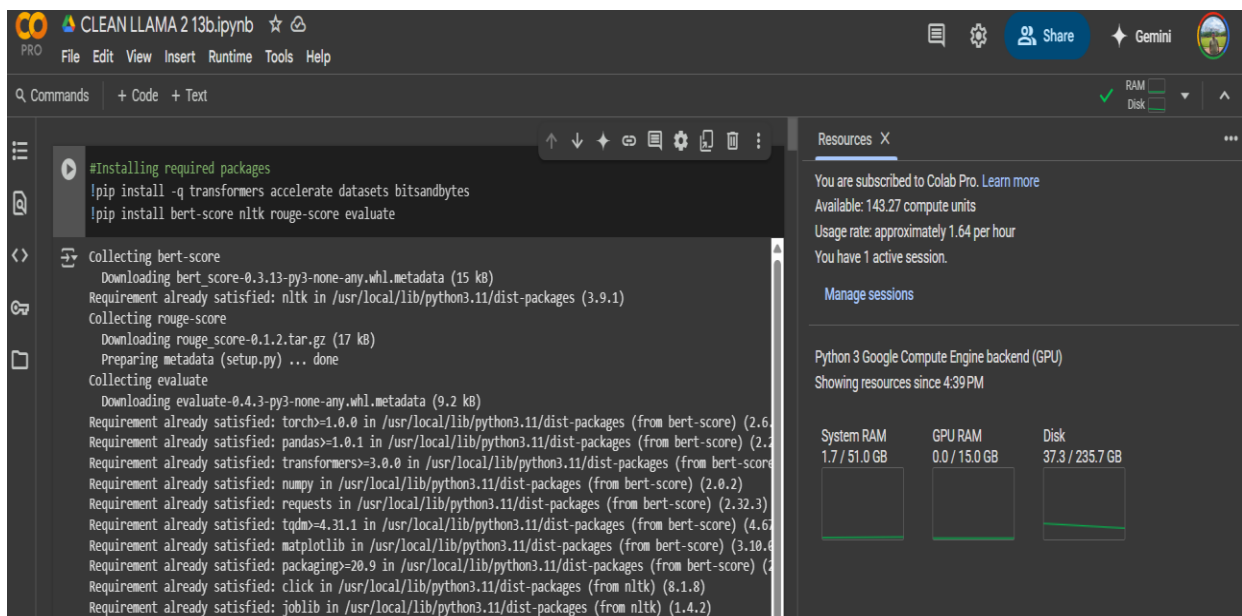 CO
PRO
CLEAN LLAMA 2 13b.ipynb
File Edit View Insert Runtime Tools Help
Share
Gemini
Commands + Code + Text
RAM
Disk
#Installing required packages
!pip install -q transformers accelerate datasets bitsandbytes
!pip install bert-score nltk rouge-score evaluate
Collecting bert-score
Downloading bert_score-0.3.13-py3-none-any.whl.metadata (15 kB)
Requirement already satisfied: nltk in /usr/local/lib/python3.11/dist-packages (3.9.1)
Collecting rouge-score
Downloading rouge_score-0.1.2.tar.gz (17 kB)
Preparing metadata (setup.py) ... done
Collecting evaluate
Downloading evaluate-0.4.3-py3-none-any.whl.metadata (9.2 kB)
Requirement already satisfied: torch>=1.0.0 in /usr/local/lib/python3.11/dist-packages (from bert-score) (2.6.
Requirement already satisfied: pandas>=1.0.1 in /usr/local/lib/python3.11/dist-packages (from bert-score) (2.2
Requirement already satisfied: transformers>=3.0.0 in /usr/local/lib/python3.11/dist-packages (from bert-score
Requirement already satisfied: numpy in /usr/local/lib/python3.11/dist-packages (from bert-score) (2.0.2)
Requirement already satisfied: requests in /usr/local/lib/python3.11/dist-packages (from bert-score) (2.32.3)
Requirement already satisfied: tqdm>=4.31.1 in /usr/local/lib/python3.11/dist-packages (from bert-score) (4.67
Requirement already satisfied: matplotlib in /usr/local/lib/python3.11/dist-packages (from bert-score) (3.10.0
Requirement already satisfied: packaging>=20.9 in /usr/local/lib/python3.11/dist-packages (from bert-score) (2
Requirement already satisfied: click in /usr/local/lib/python3.11/dist-packages (from nltk) (8.1.8)
Requirement already satisfied: joblib in /usr/local/lib/python3.11/dist-packages (from nltk) (1.4.2)
Resources X
You are subscribed to Colab Pro. Learn more
Available: 143.27 compute units
Usage rate: approximately 1.64 per hour
You have 1 active session.
Manage sessions
Python 3 Google Compute Engine backend (GPU)
Showing resources since 4:39 PM
System RAM
1.7 / 51.0 GB
GPU RAM
0.0 / 15.0 GB
Disk
37.3 / 235.7 GB